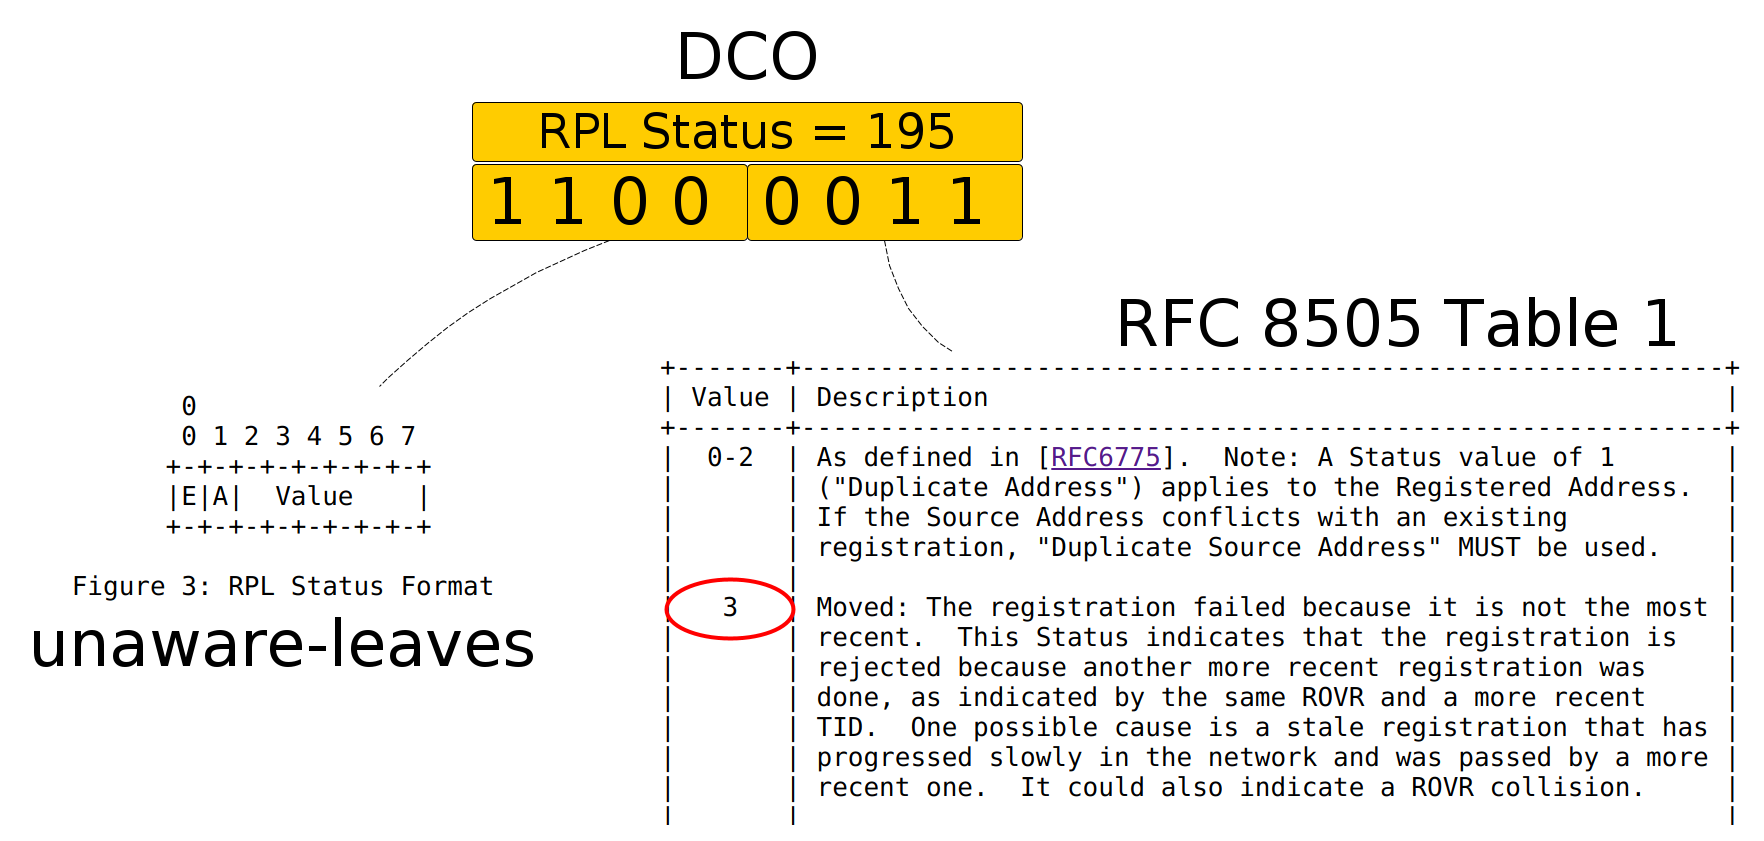 DCO
RPL Status = 195
1 1 0 0 0 0 1 1
RFC 8505 Table 1
+-------+-----------------------------------------------------------+
| Value | Description                                               |
+-------+-----------------------------------------------------------+
|  0-2  | As defined in [RFC6775].  Note: A Status value of 1       |
|       | ("Duplicate Address") applies to the Registered Address.  |
|       | If the Source Address conflicts with an existing          |
|       | registration, "Duplicate Source Address" MUST be used.    |
|       |                                                           |
|   3   | Moved: The registration failed because it is not the most |
|       | recent.  This Status indicates that the registration is   |
|       | rejected because another more recent registration was     |
|       | done, as indicated by the same ROVR and a more recent     |
|       | TID.  One possible cause is a stale registration that has |
|       | progressed slowly in the network and was passed by a more |
|       | recent one.  It could also indicate a ROVR collision.     |
|       |                                                           |
 0
 0 1 2 3 4 5 6 7
+-+-+-+-+-+-+-+-+
|E|A|  Value    |
+-+-+-+-+-+-+-+-+
Figure 3: RPL Status Format
unaware-leaves